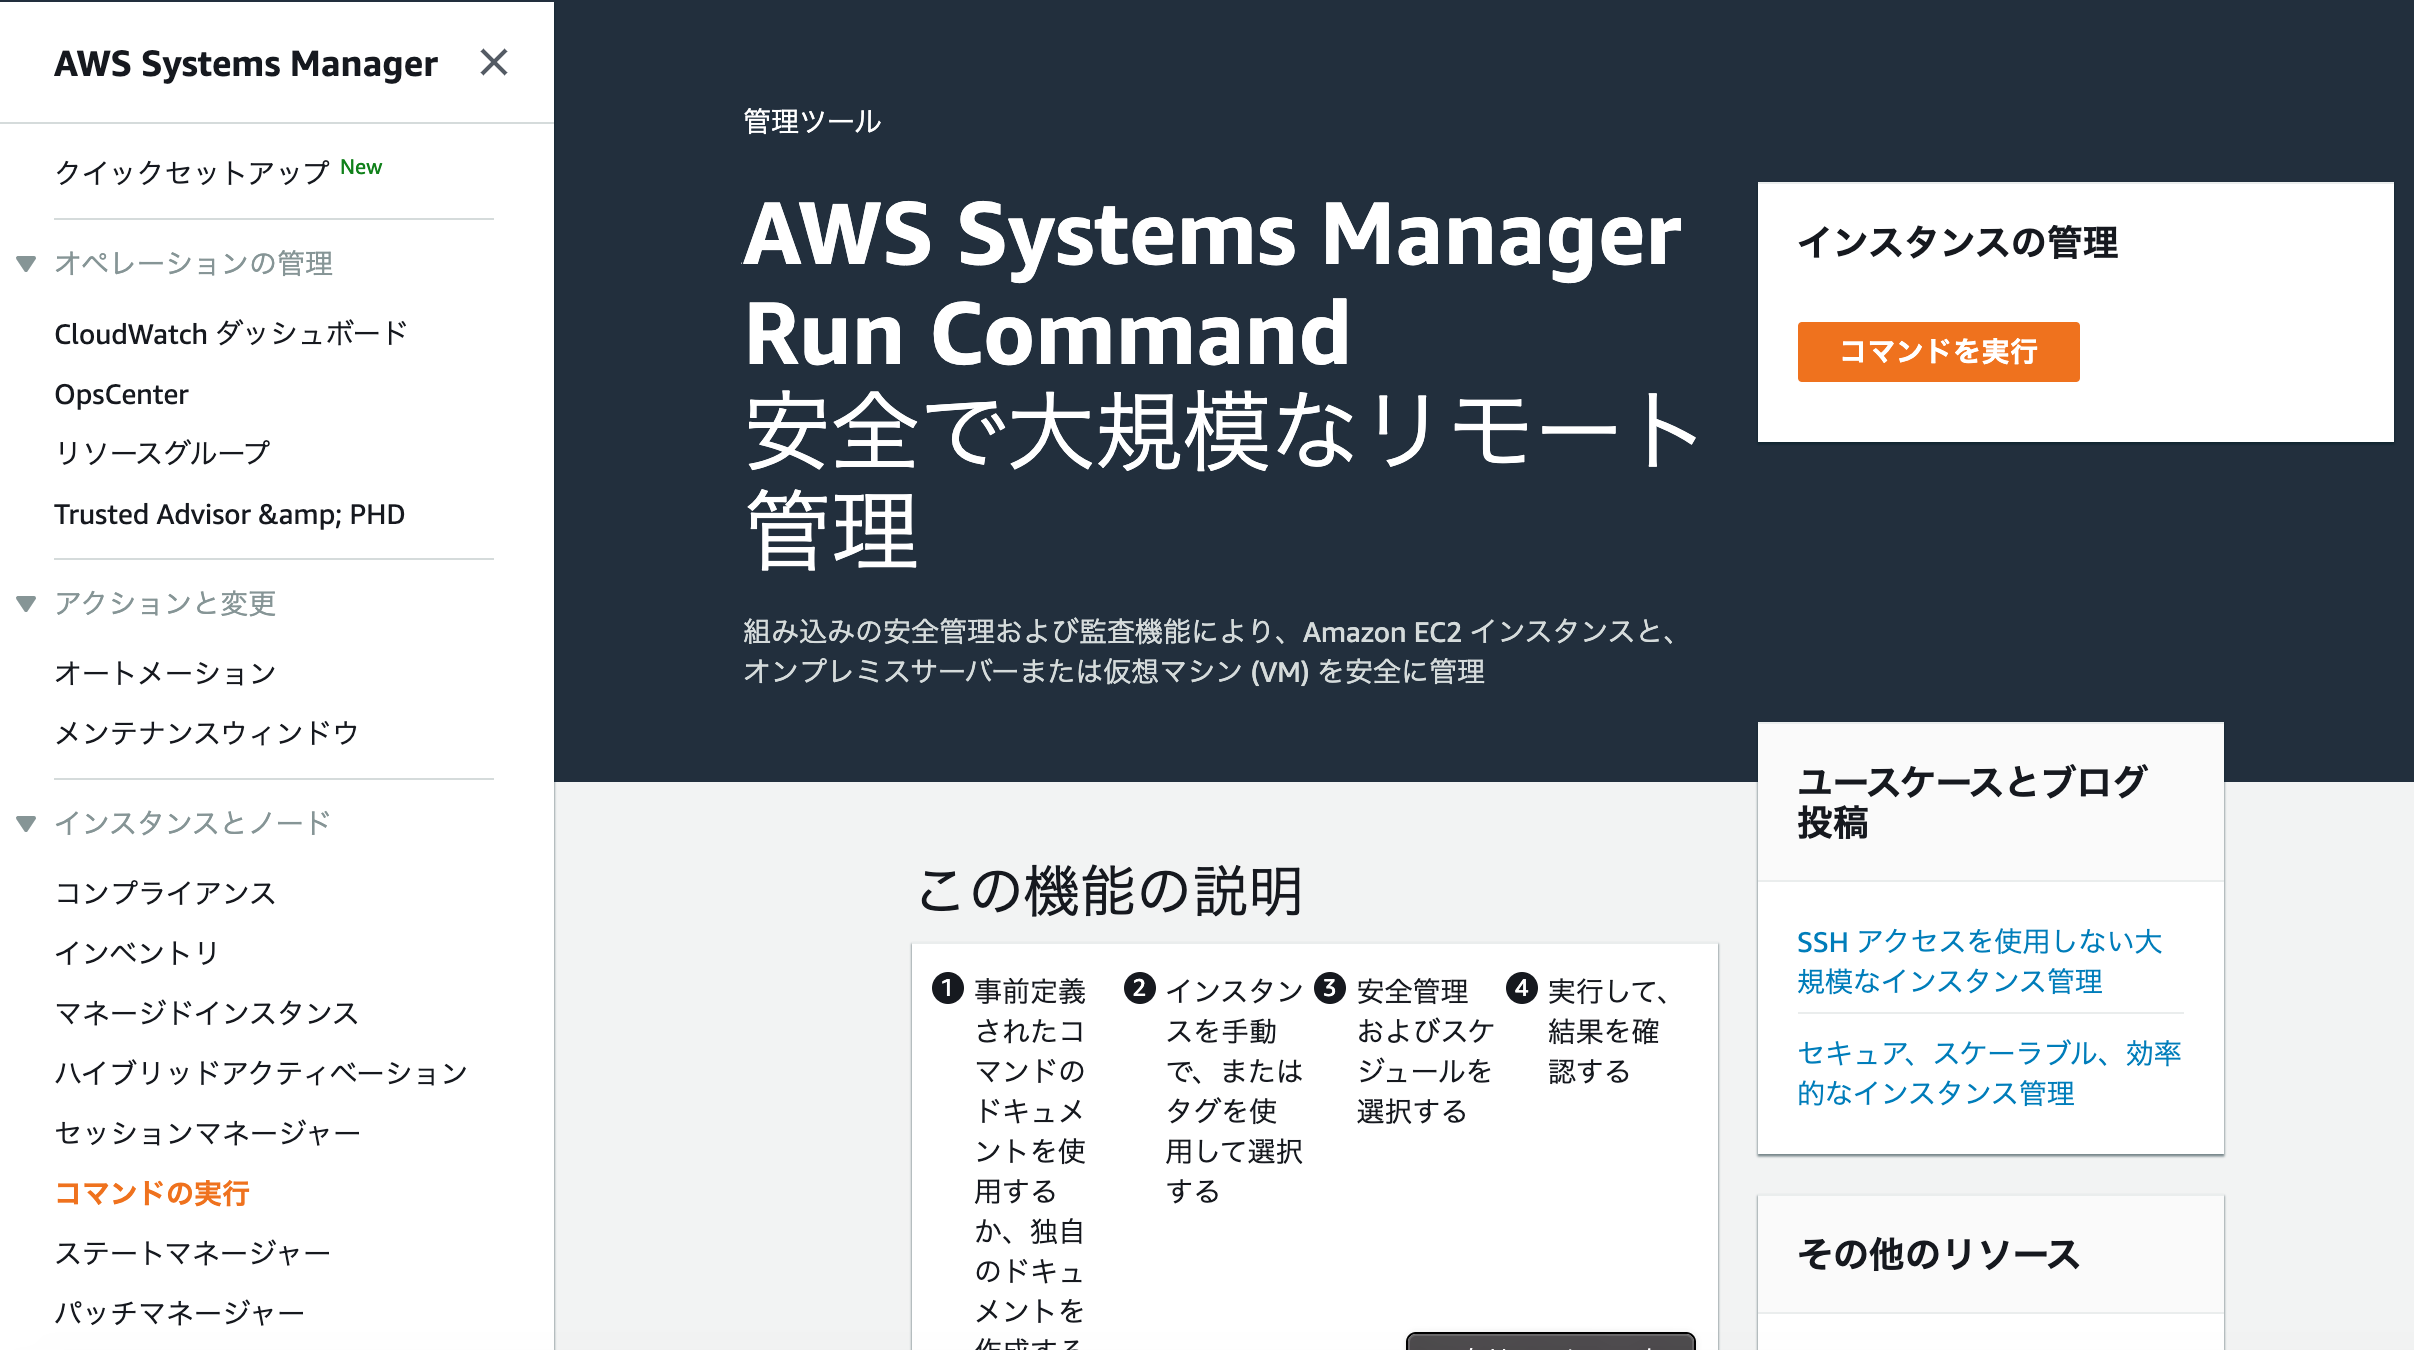 AWS Systems Manager
クイックセットアップ New
オペレーションの管理
CloudWatch ダッシュボード
OpsCenter
リソースグループ
Trusted Advisor &amp; PHD
アクションと変更
オートメーション
メンテナンスウィンドウ
インスタンスとノード
コンプライアンス
インベントリ
マネージドインスタンス
ハイブリッドアクティベーション
セッションマネージャー
コマンドの実行
ステートマネージャー
パッチマネージャー
管理ツール
AWS Systems Manager
Run Command
安全で大規模なリモート
管理
組み込みの安全管理および監査機能により、Amazon EC2 インスタンスと、
オンプレミスサーバーまたは仮想マシン (VM) を安全に管理
インスタンスの管理
コマンドを実行
この機能の説明
1 事前定義
されたコ
マンドの
ドキュメ
ントを使
用する
か、独自
のドキュ
メントを
作成する
2 インスタン
スを手動
で、または
タグを使
用して選択
する
3 安全管理
およびスケ
ジュールを
選択する
4 実行して、
結果を確
認する
ユースケースとブログ
投稿
SSH アクセスを使用しない大
規模なインスタンス管理
セキュア、スケーラブル、効率
的なインスタンス管理
その他のリソース